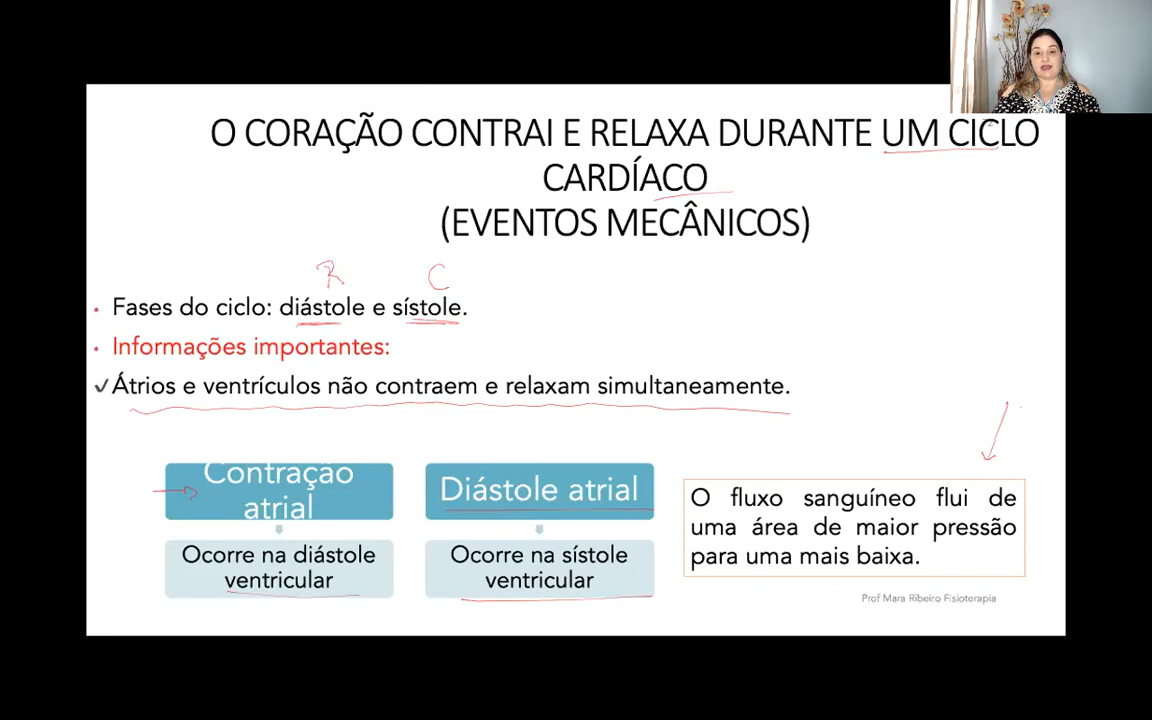 O CORAÇÃO CONTRAI E RELAXA DURANTE UM CICLO
CARDÍACO
(EVENTOS MECÂNICOS)
R C
• Fases do ciclo: diástole e sístole.
• Informações importantes:
✓Átrios e ventrículos não contraem e relaxam simultaneamente.
Contração
atrial
Ocorre na diástole
ventricular
Diástole atrial
Ocorre na sístole
ventricular
O fluxo sanguíneo flui de
uma área de maior pressão
para uma mais baixa.
Prof Mara Ribeiro Fisioterapia